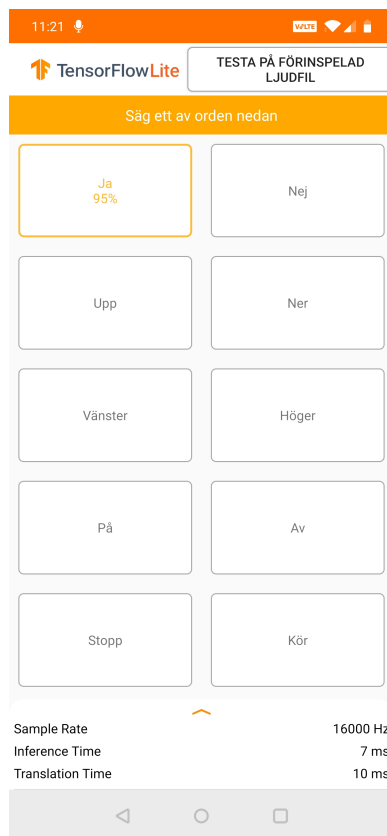 11:21
VoLTE
TensorFlowLite
TESTA PÅ FÖRINSPELAD
LJUDFIL
Säg ett av orden nedan
Ja
95%
Nej
Upp
Ner
Vänster
Höger
På
Av
Stopp
Kör
Sample Rate
16000 Hz
Inference Time
7 ms
Translation Time
10 ms